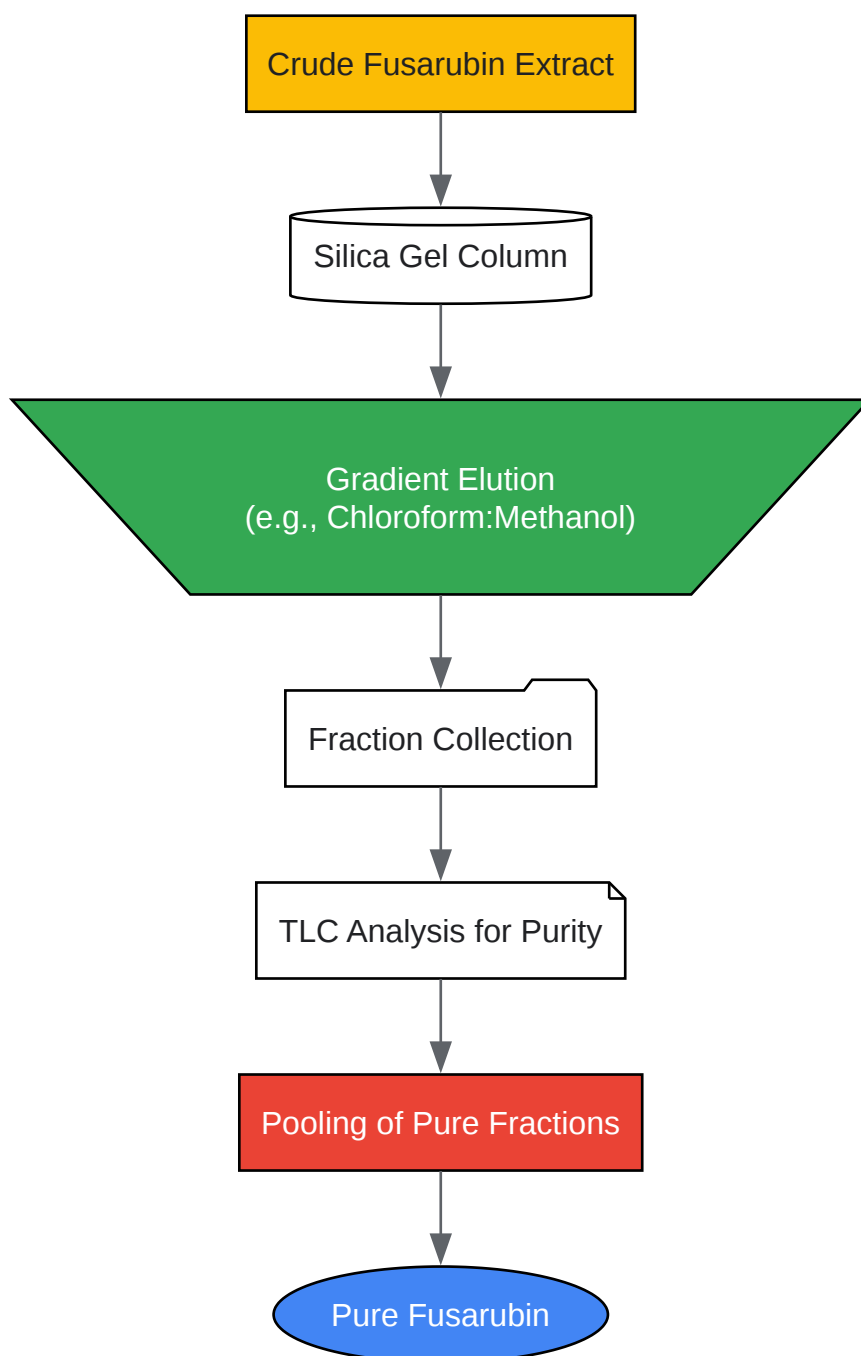 Crude Fusarubin Extract
Silica Gel Column
Gradient Elution
(e.g., Chloroform:Methanol)
Fraction Collection
TLC Analysis for Purity
Pooling of Pure Fractions
Pure Fusarubin